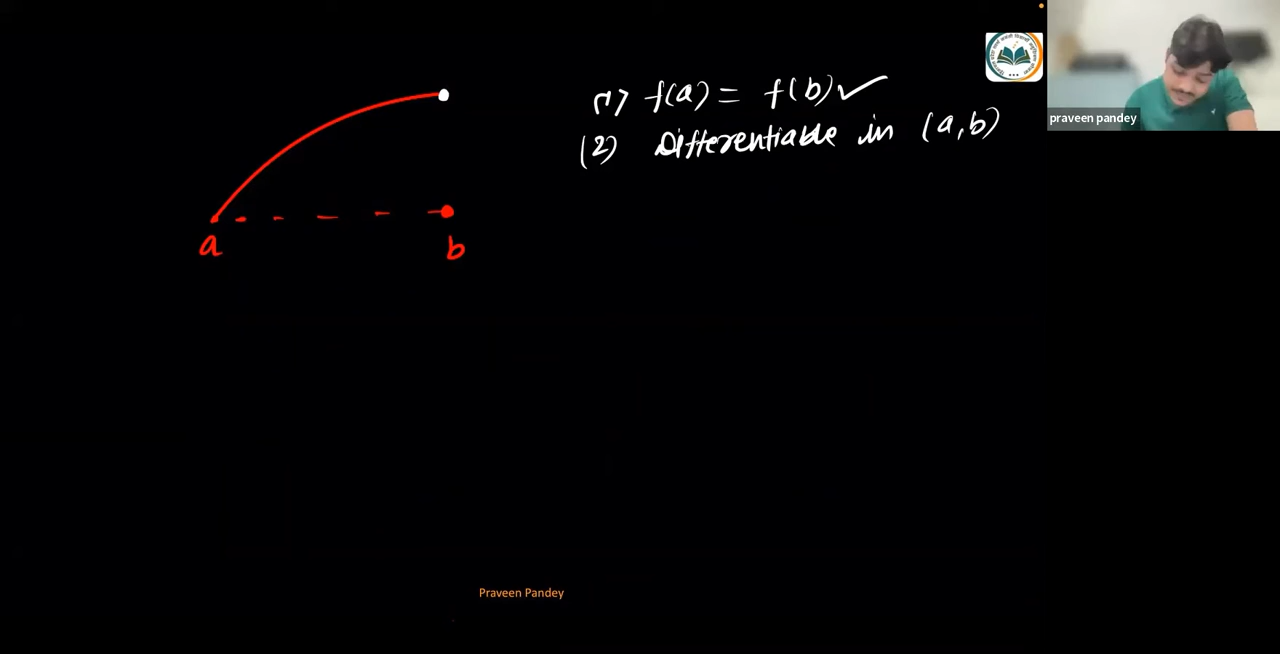 (1) f(a) = f(b) ✓
(2) Differentiable in (a,b)
a
b
praveen pandey
Praveen Pandey